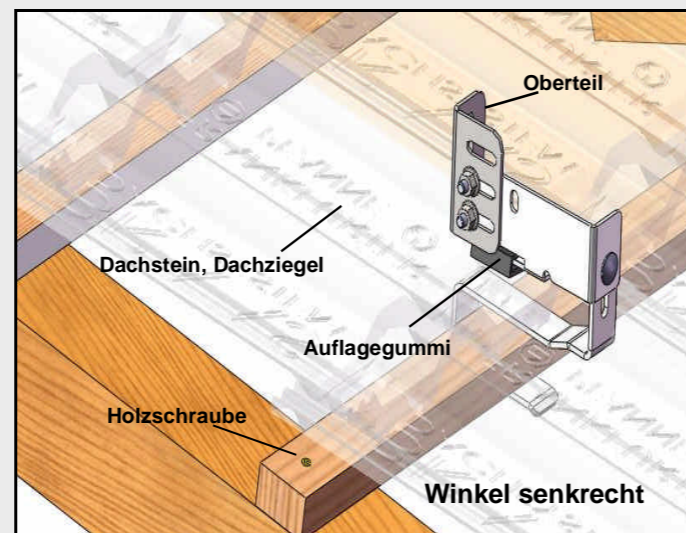 Oberteil
Dachstein, Dachziegel
Auflagegummi
Holzschraube
Winkel senkrecht